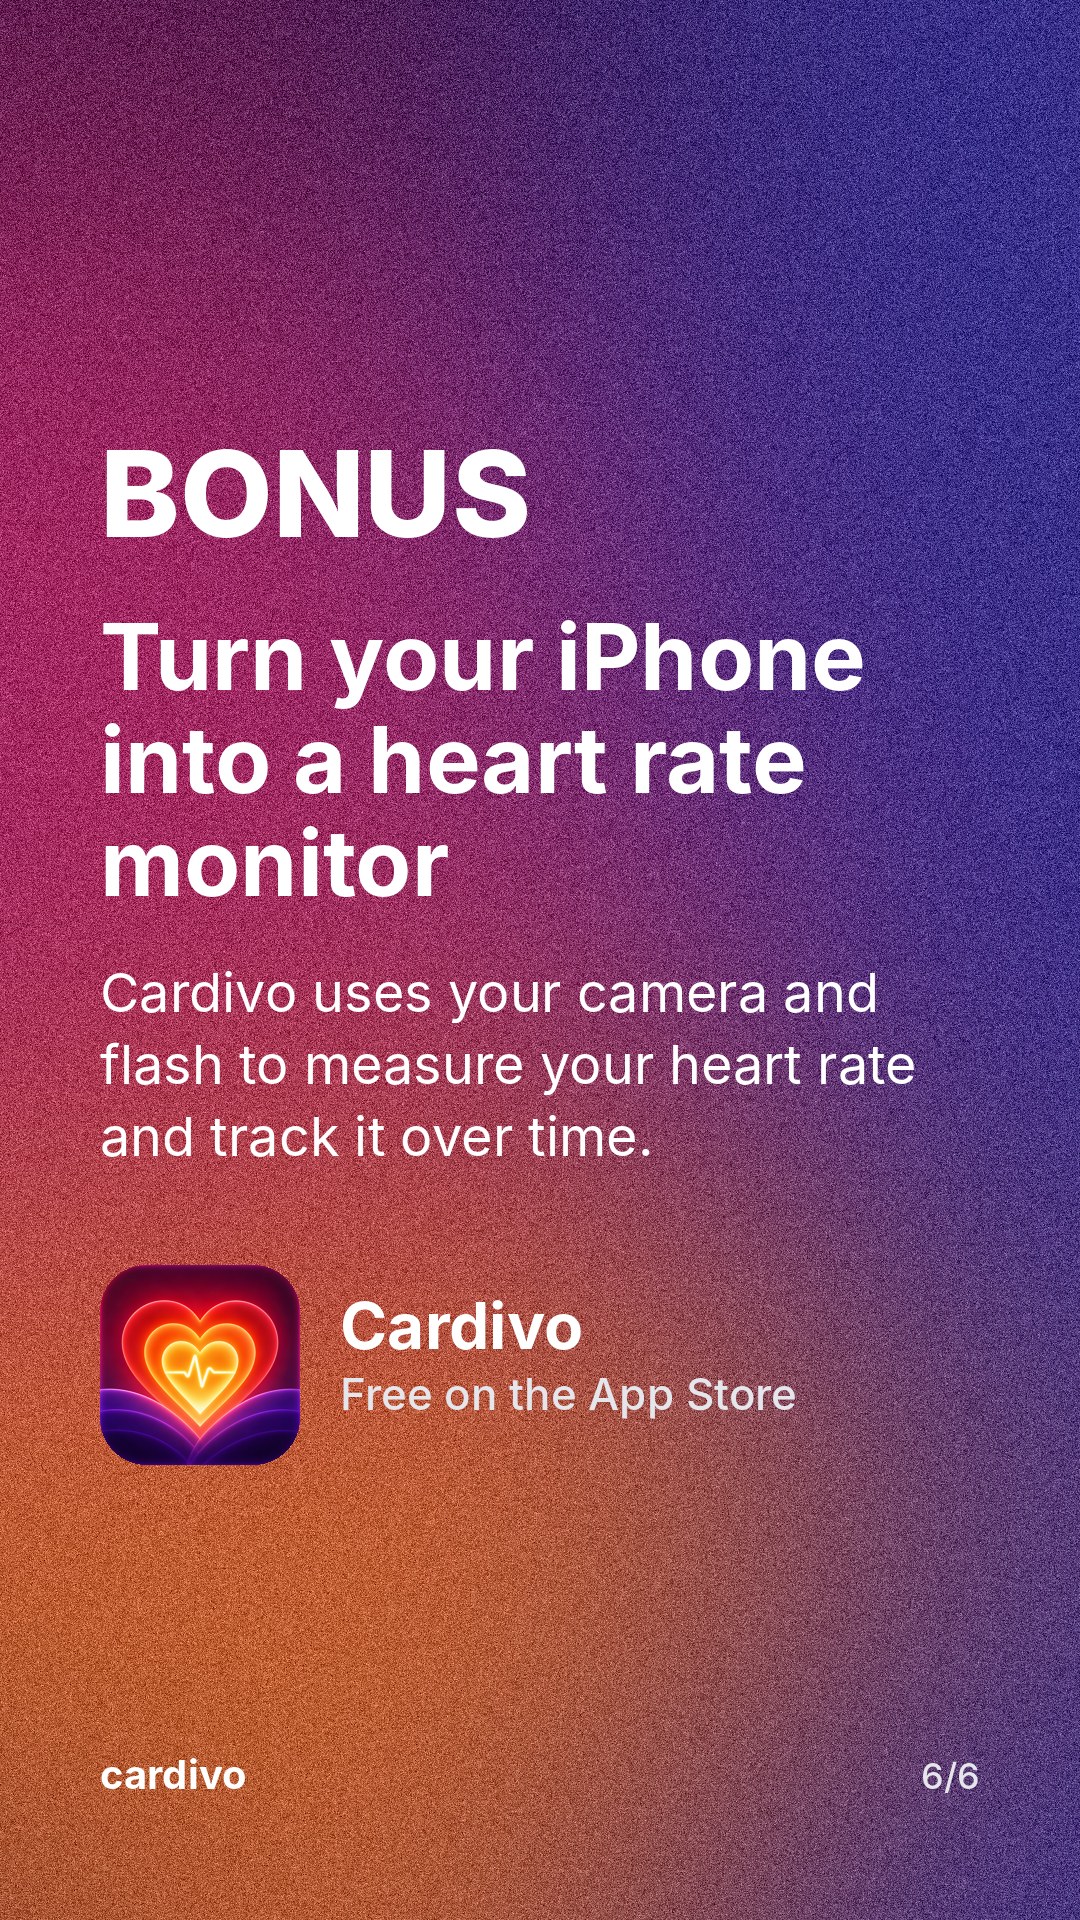 BONUS
Turn your iPhone
into a heart rate
monitor
Cardivo uses your camera and
flash to measure your heart rate
and track it over time.
Cardivo
Free on the App Store
cardivo
6/6